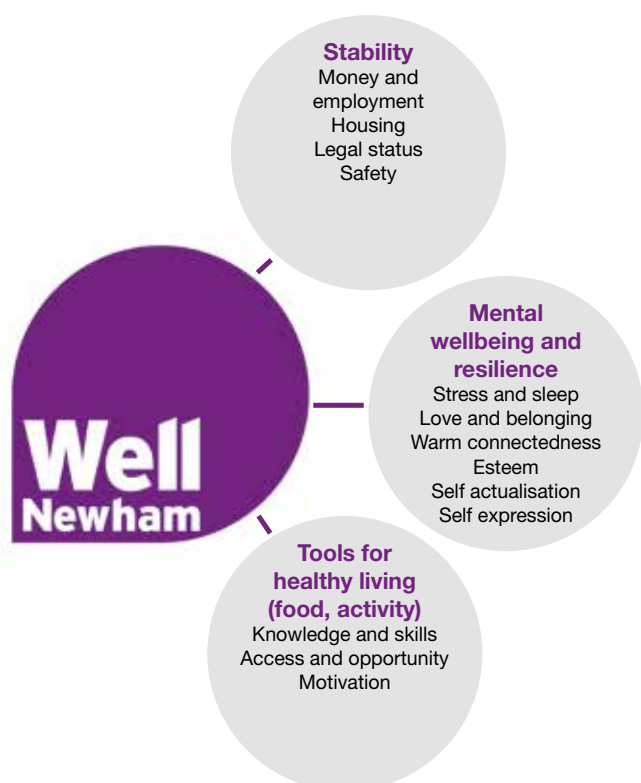 Stability
Money and
employment
Housing
Legal status
Safety
Well
Newham
Mental
wellbeing and
resilience
Stress and sleep
Love and belonging
Warm connectedness
Esteem
Self actualisation
Self expression
Tools for
healthy living
(food, activity)
Knowledge and skills
Access and opportunity
Motivation